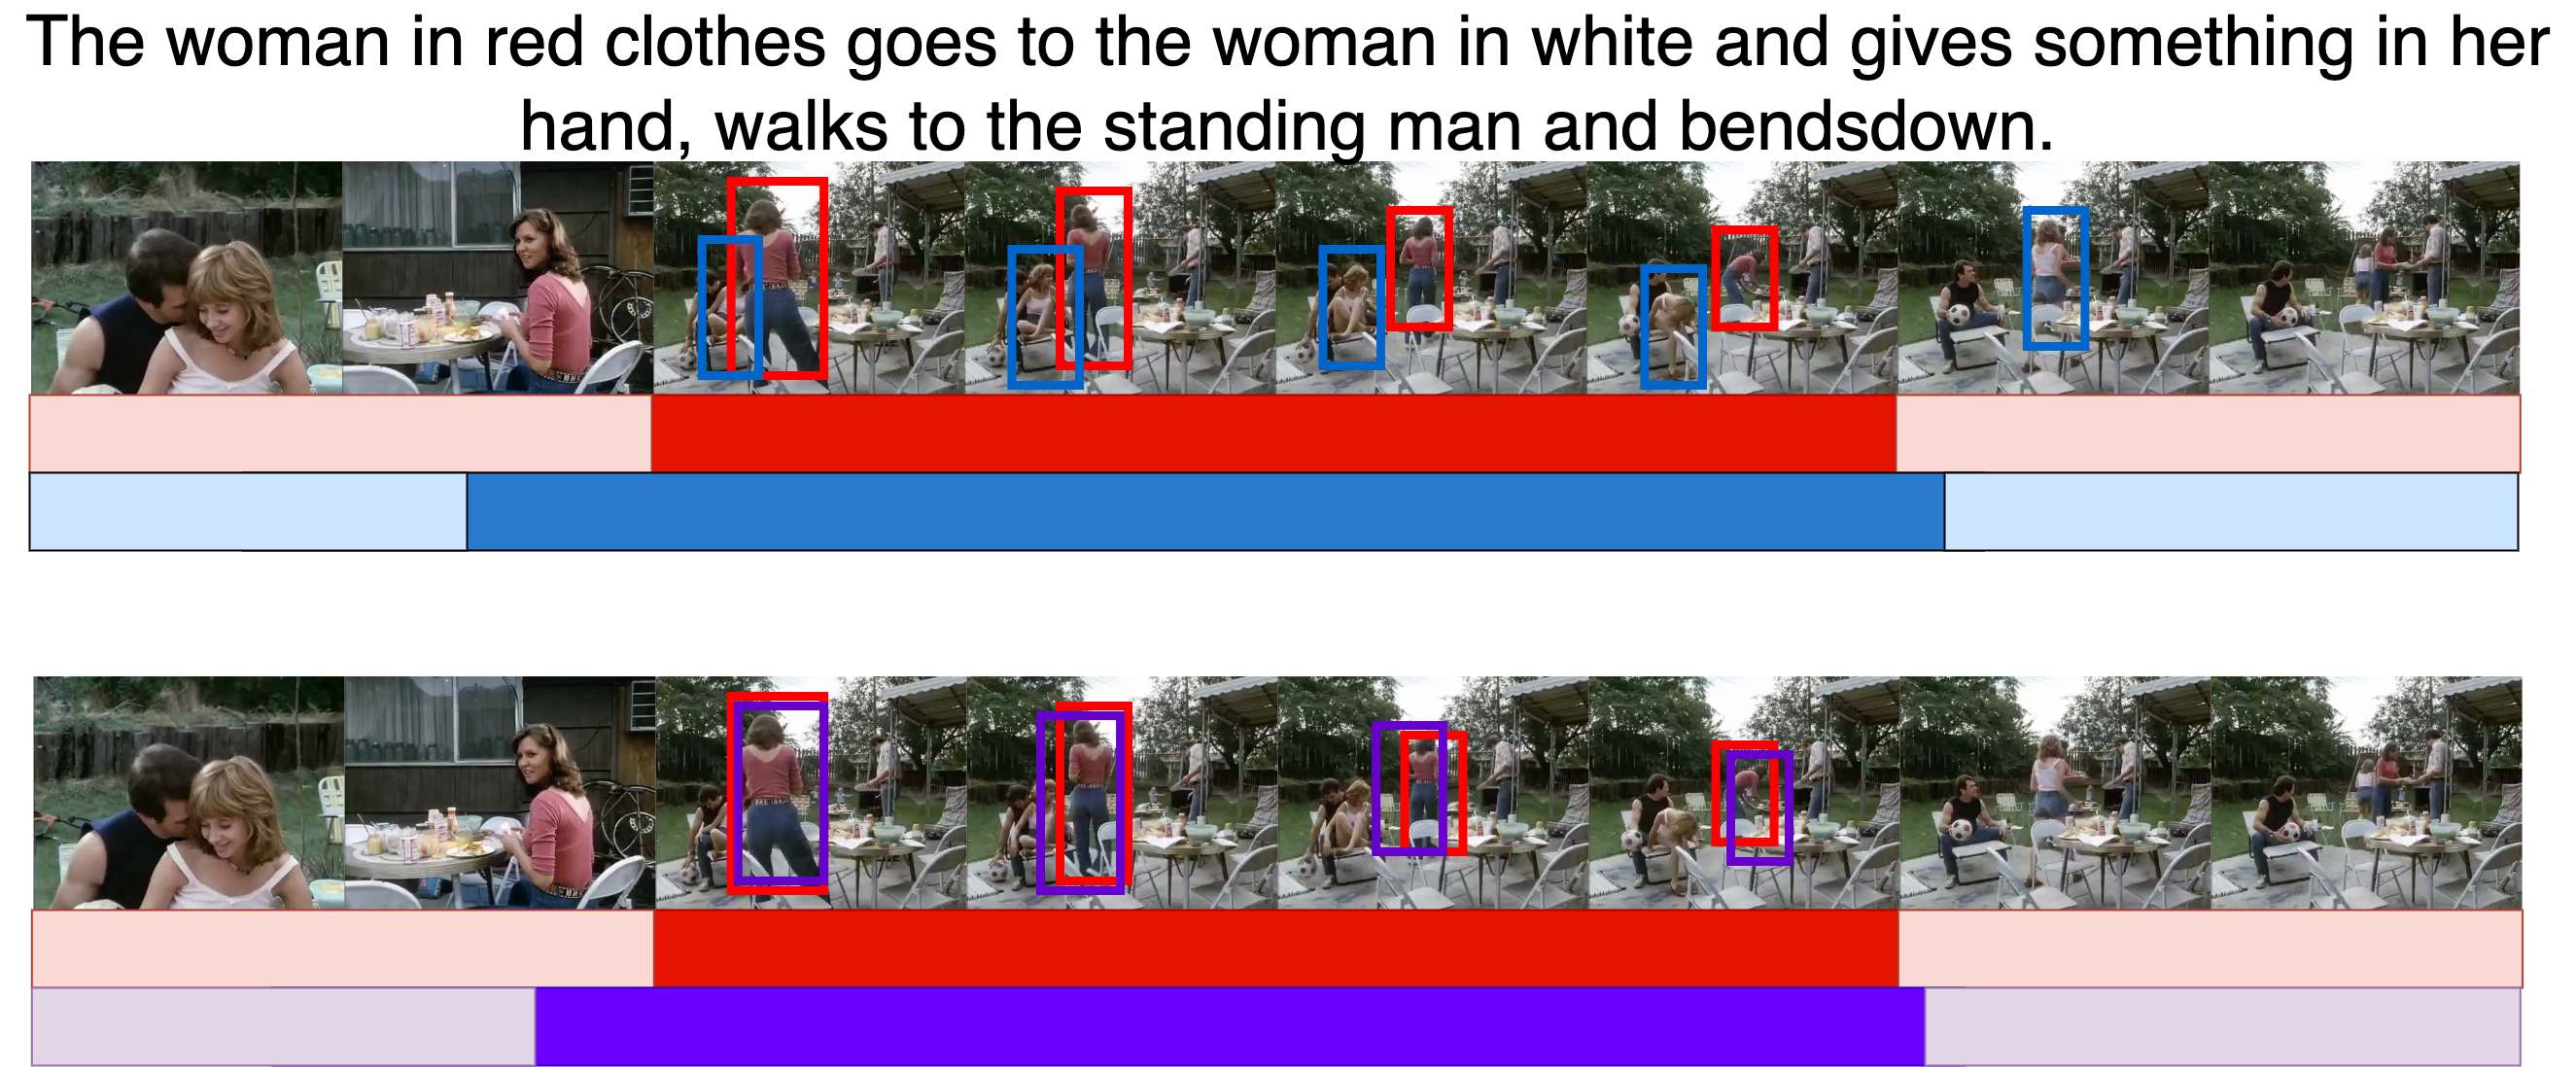 The woman in red clothes goes to the woman in white and gives something in her
hand, walks to the standing man and bendsdown.